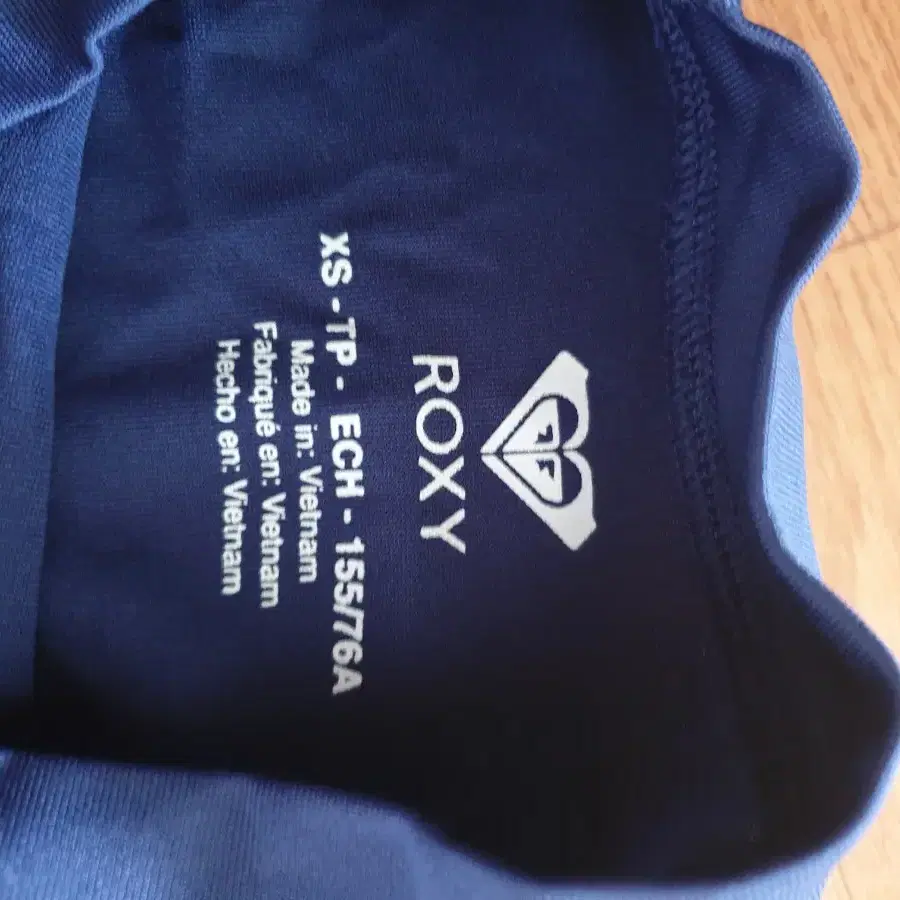 ROXY
XS - TP - ECH - 155/76A
Made in: Vietnam
Fabriqué en: Vietnam
Hecho en: Vietnam